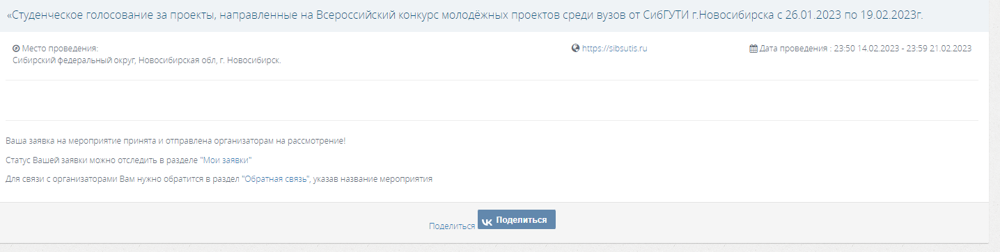 «Студенческое голосование за проекты, направленные на Всероссийский конкурс молодёжных проектов среди вузов от СибГУТИ г.Новосибирска с 26.01.2023 по 19.02.2023г.
Место проведения:
Сибирский федеральный округ, Новосибирская обл, г. Новосибирск.
https://sibsutis.ru
Дата проведения : 23:50 14.02.2023 - 23:59 21.02.2023
Ваша заявка на мероприятие принята и отправлена организаторам на рассмотрение!
Статус Вашей заявки можно отследить в разделе "Мои заявки"
Для связи с организаторами Вам нужно обратится в раздел "Обратная связь", указав название мероприятия
Поделиться Поделиться